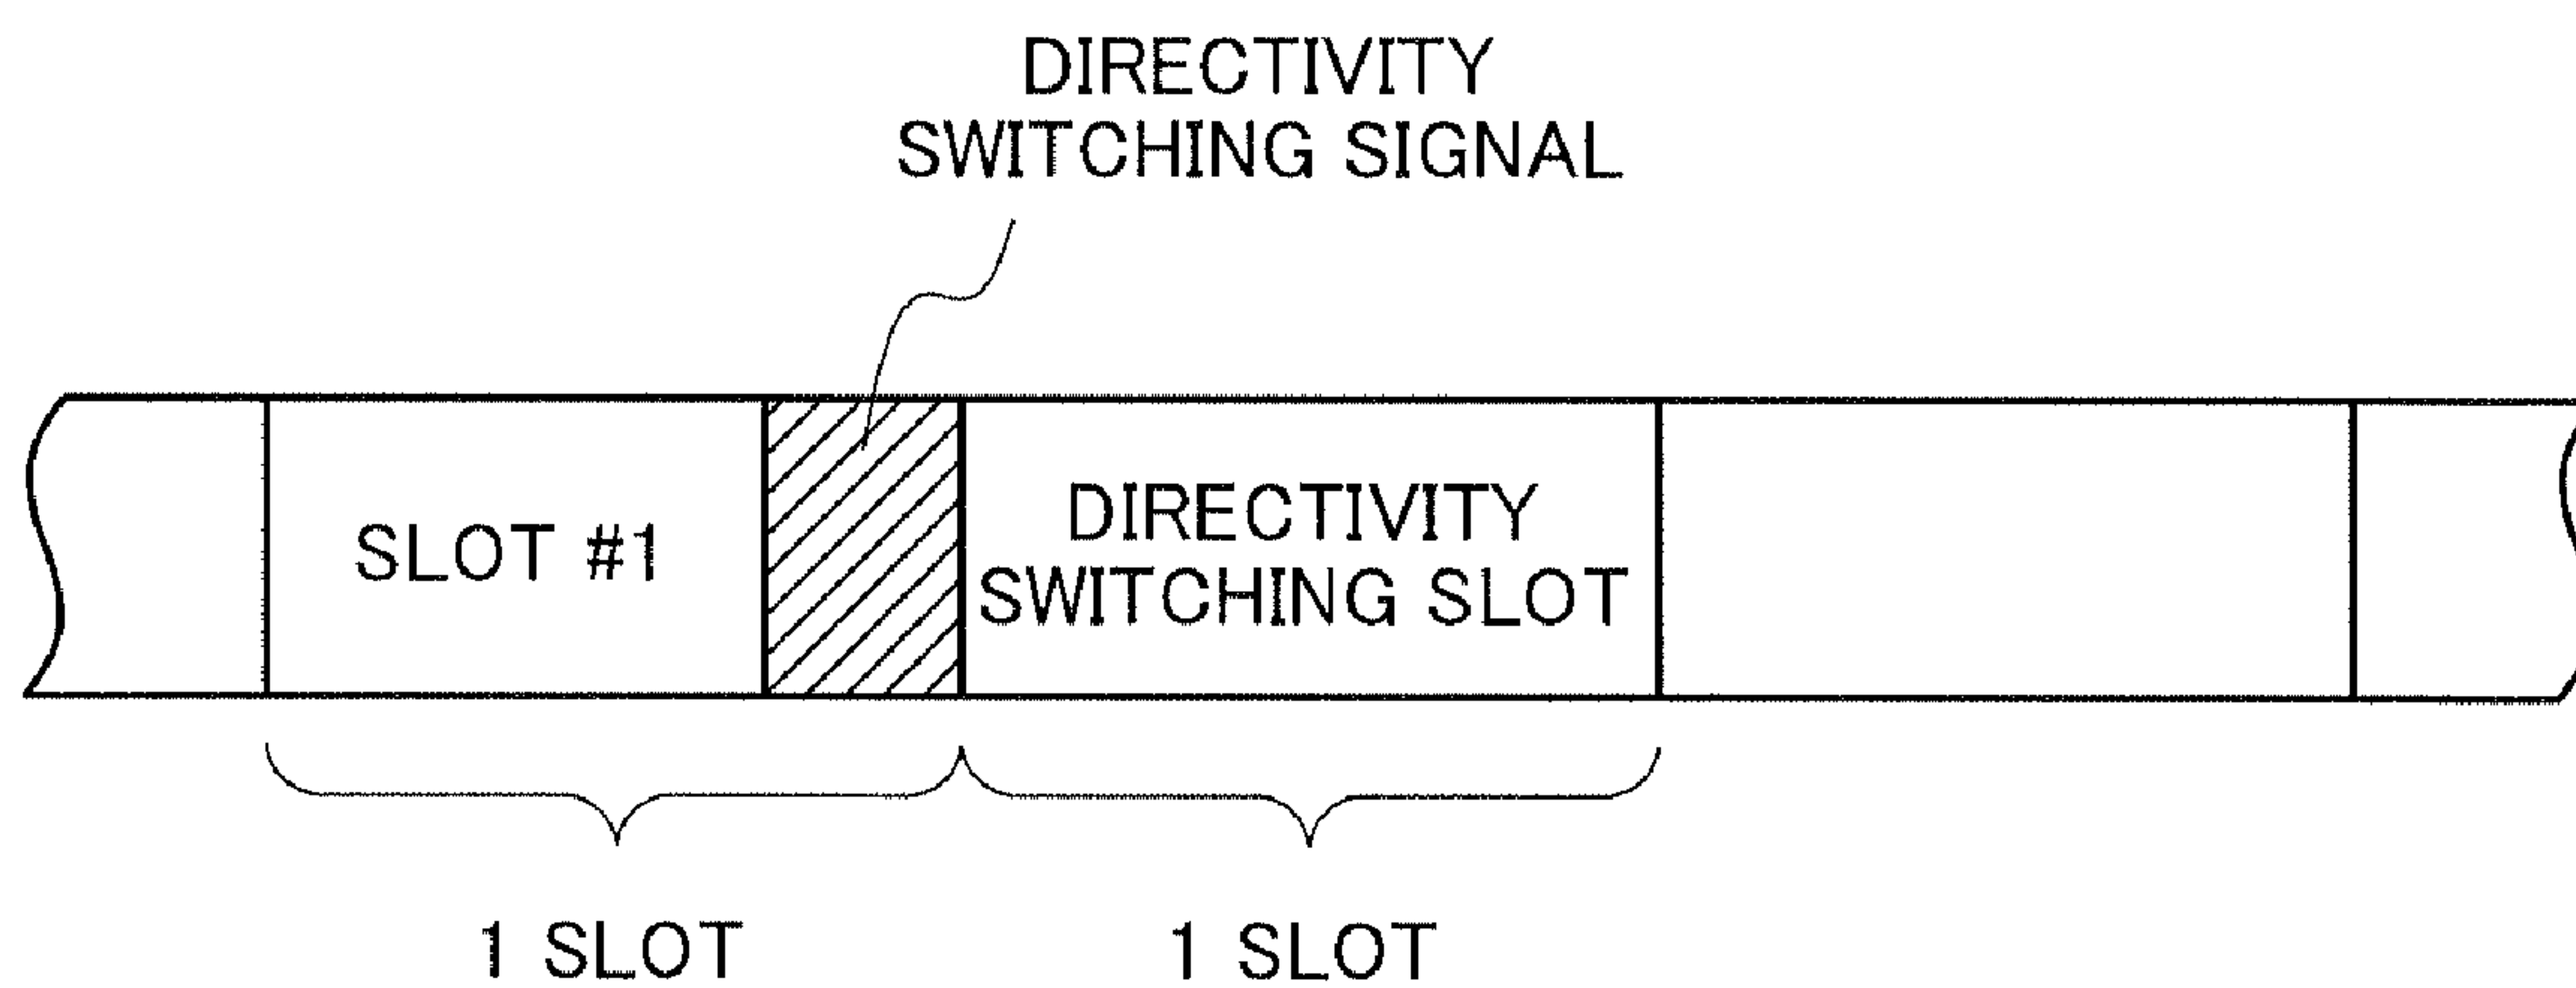 DIRECTIVITY
SWITCHING SIGNAL
SLOT #1
DIRECTIVITY
SWITCHING SLOT
1 SLOT
1 SLOT